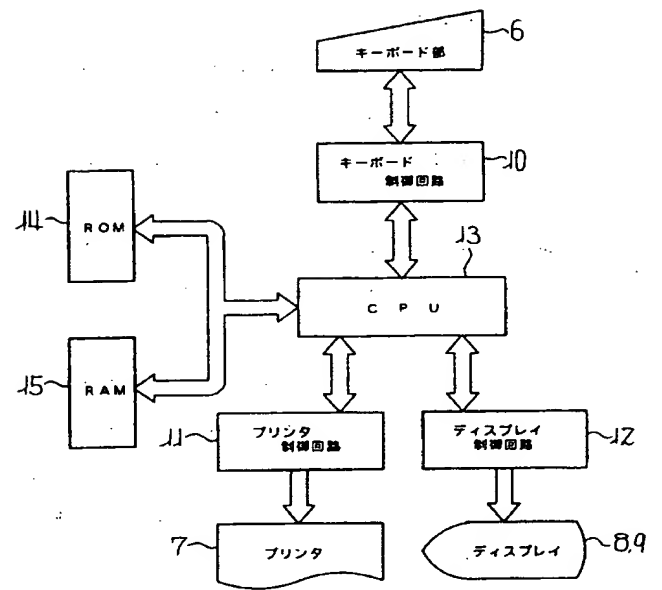 6
キーボード部
10
キーボード
制御回路
13
14
ROM
CPU
15
RAM
11
プリンタ
制御回路
ディスプレイ
制御回路
12
7
プリンタ
ディスプレイ
8,9